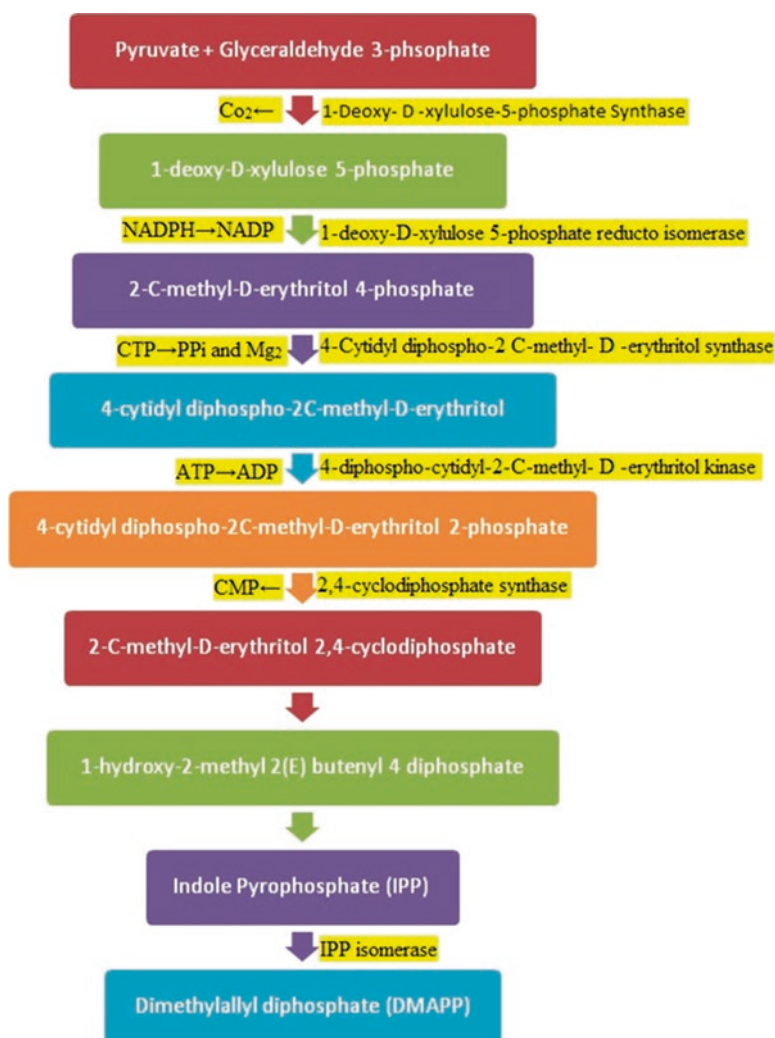 Pyruvate + Glyceraldehyde 3-phsophate
Co₂← 1-Deoxy- D -xylulose-5-phosphate Synthase
1-deoxy-D-xylulose 5-phosphate
NADPH→NADP 1-deoxy-D-xylulose 5-phosphate reducto isomerase
2-C-methyl-D-erythritol 4-phosphate
CTP→PPi and Mg₂ 4-Cytidyl diphospho-2 C-methyl- D -erythritol synthase
4-cytidyl diphospho-2C-methyl-D-erythritol
ATP→ADP 4-diphospho-cytidyl-2-C-methyl- D -erythritol kinase
4-cytidyl diphospho-2C-methyl-D-erythritol 2-phosphate
CMP← 2,4-cyclodiphosphate synthase
2-C-methyl-D-erythritol 2,4-cyclodiphosphate
1-hydroxy-2-methyl 2(E) butenyl 4 diphosphate
Indole Pyrophosphate (IPP)
IPP isomerase
Dimethylallyl diphosphate (DMAPP)